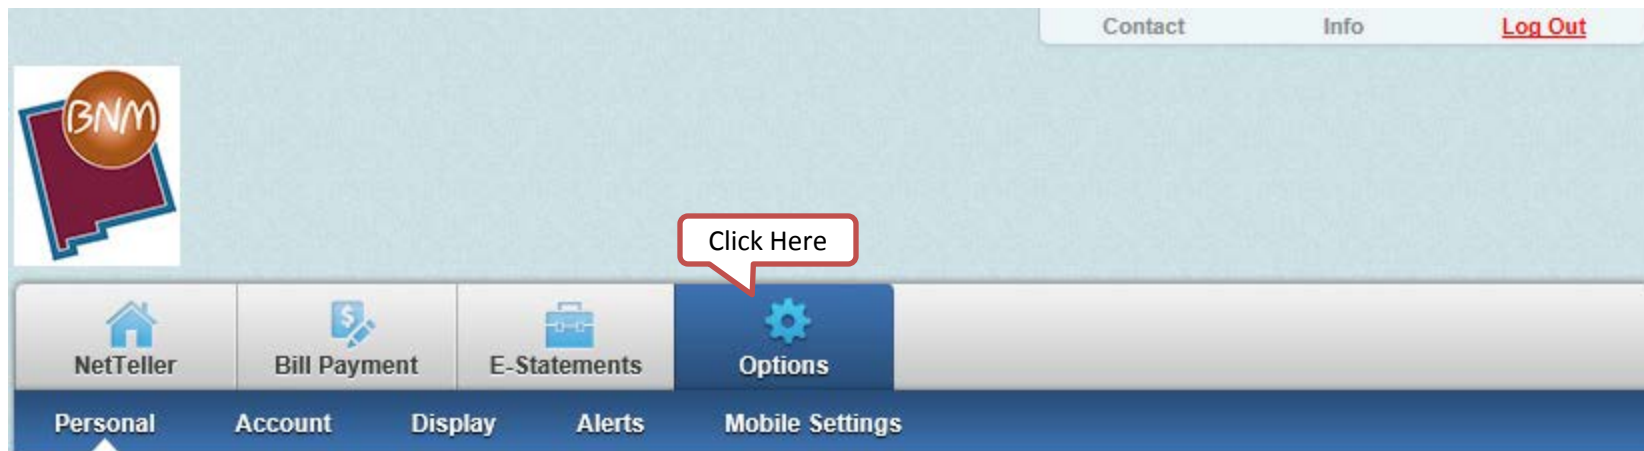 Contact Info Log Out
BNM
Click Here
NetTeller Bill Payment E-Statements Options
Personal Account Display Alerts Mobile Settings